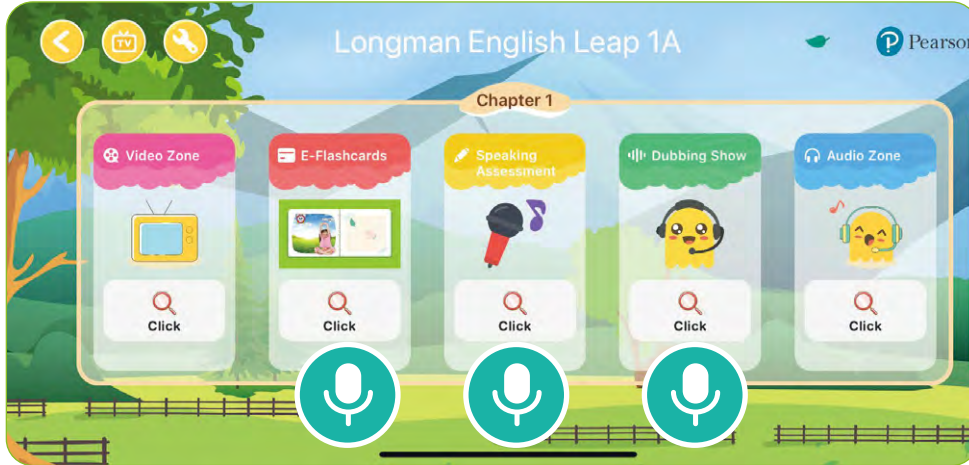 TV
Longman English Leap 1A
Pearson
Chapter 1
Video Zone
E-Flashcards
Speaking
Assessment
Dubbing Show
Audio Zone
Click
Click
Click
Click
Click